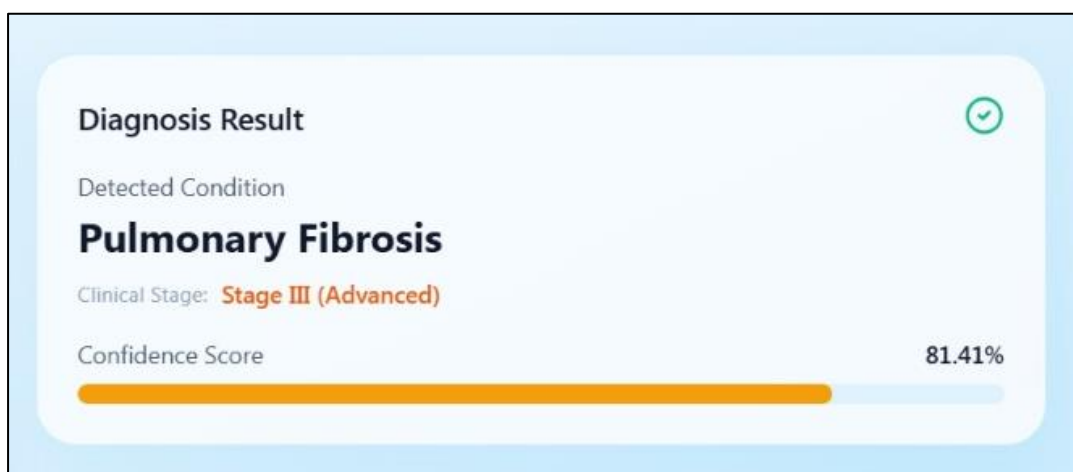 Diagnosis Result
Detected Condition
Pulmonary Fibrosis
Clinical Stage: Stage III (Advanced)
Confidence Score 81.41%